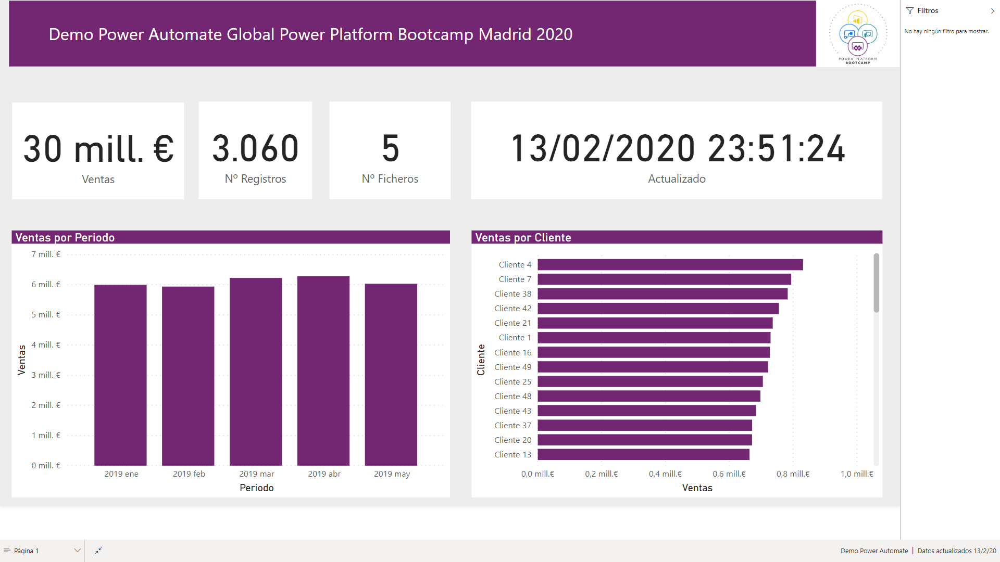 Demo Power Automate Global Power Platform Bootcamp Madrid 2020
POWER PLATFORM
BOOTCAMP
Filtros
No hay ningún filtro para mostrar.
30 mill. €
Ventas
3.060
Nº Registros
5
Nº Ficheros
13/02/2020 23:51:24
Actualizado
Ventas por Periodo
7 mill. €
6 mill. €
5 mill. €
4 mill. €
3 mill. €
2 mill. €
1 mill. €
0 mill. €
Ventas
2019 ene
2019 feb
2019 mar
2019 abr
2019 may
Periodo
Ventas por Cliente
Cliente
Cliente 4
Cliente 7
Cliente 38
Cliente 42
Cliente 21
Cliente 1
Cliente 16
Cliente 49
Cliente 25
Cliente 48
Cliente 43
Cliente 37
Cliente 20
Cliente 13
0,0 mill.€
0,2 mill.€
0,4 mill.€
0,6 mill.€
0,8 mill.€
1,0 mill.€
Ventas
Página 1
Demo Power Automate | Datos actualizados 13/2/20